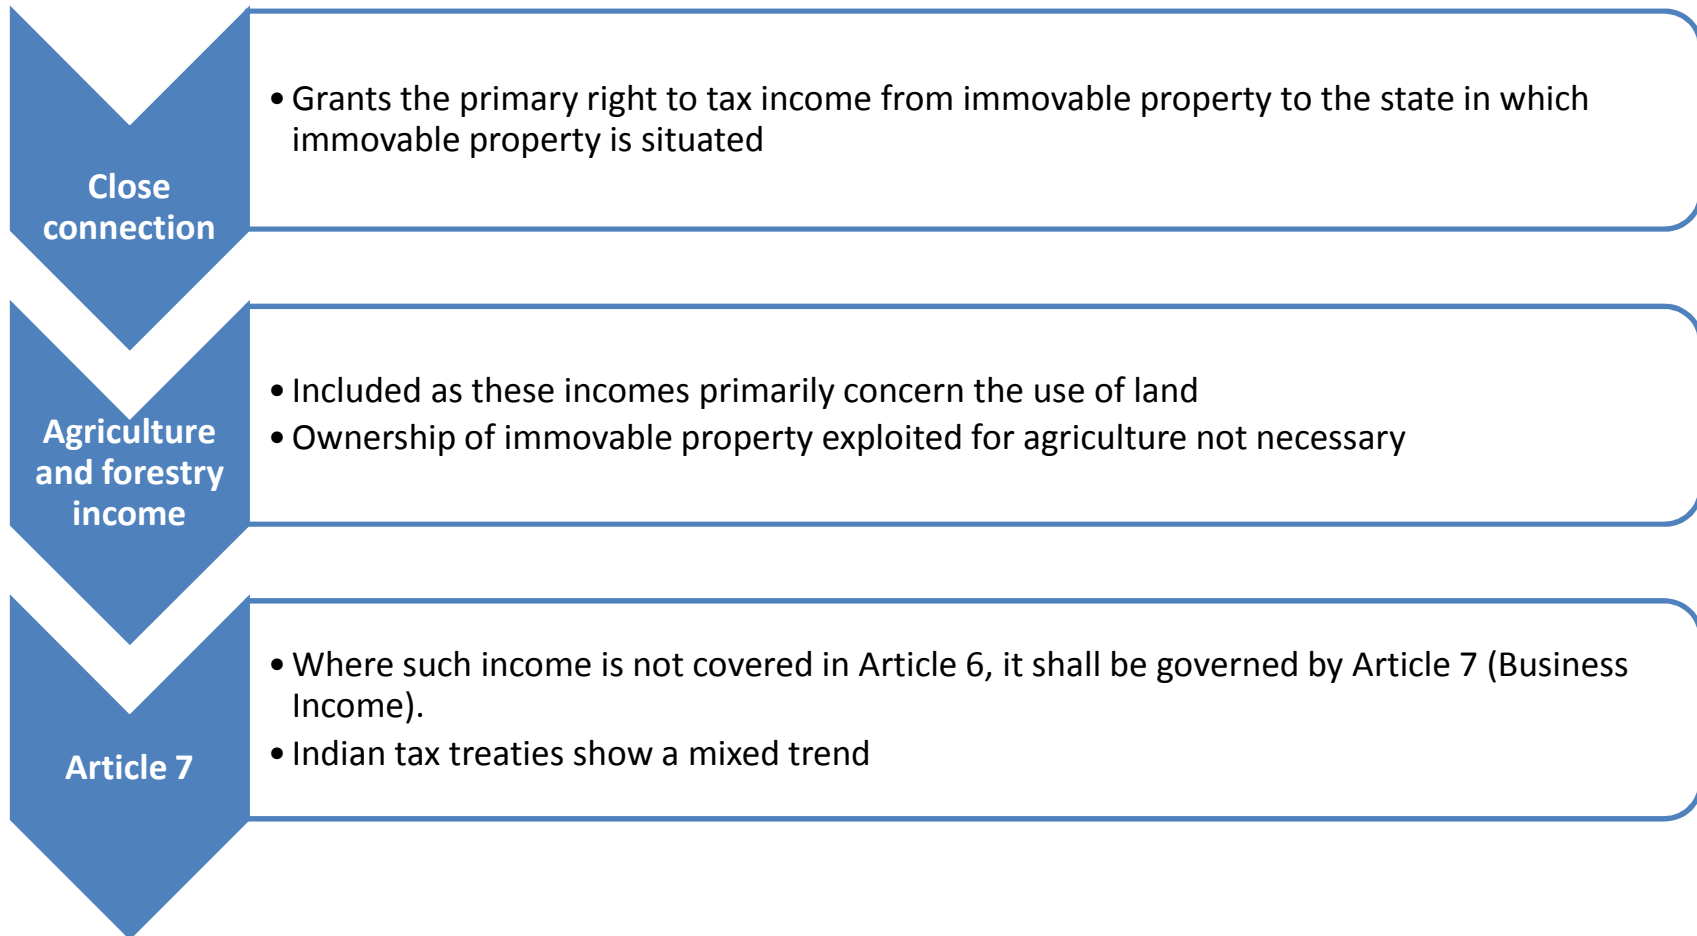 Close
connection
• Grants the primary right to tax income from immovable property to the state in which
immovable property is situated
Agriculture
and forestry
income
• Included as these incomes primarily concern the use of land
• Ownership of immovable property exploited for agriculture not necessary
Article 7
• Where such income is not covered in Article 6, it shall be governed by Article 7 (Business
Income).
• Indian tax treaties show a mixed trend